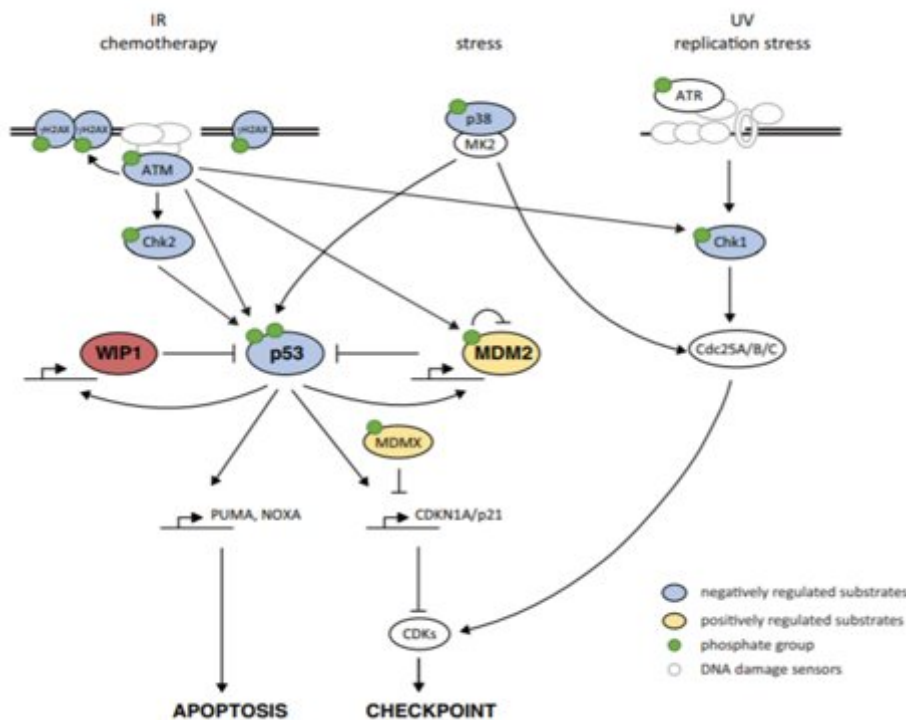 IR
chemotherapy
stress
UV
replication stress
ATR
γH2AX
γH2AX
γH2AX
p38
MK2
ATM
Chk2
Chk1
WIP1
p53
MDM2
Cdc25A/B/C
MDMX
PUMA, NOXA
CDKN1A/p21
CDKs
negatively regulated substrates
positively regulated substrates
phosphate group
DNA damage sensors
APOPTOSIS
CHECKPOINT